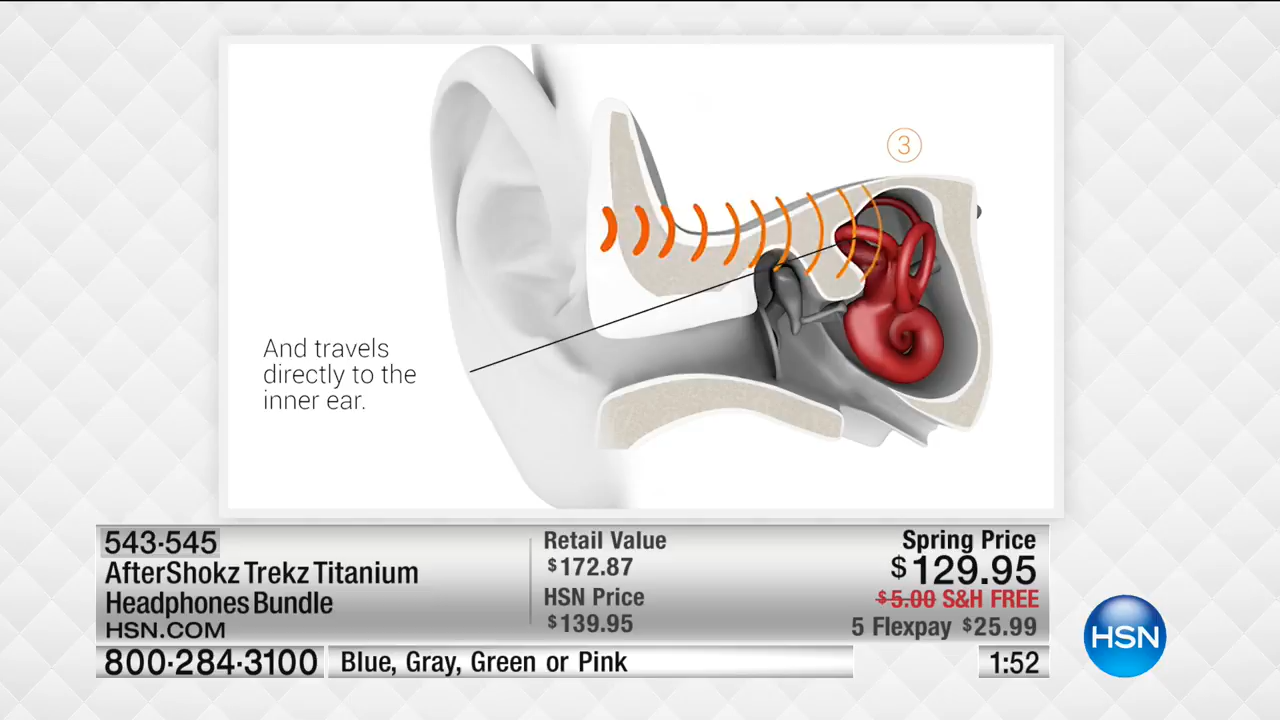 3
And travels
directly to the
inner ear.
543-545
AfterShokz Trekz Titanium
Headphones Bundle
HSN.COM
Retail Value
$172.87
HSN Price
$139.95
Spring Price
$129.95
$5.00 S&H FREE
5 Flexpay $25.99
HSN
800·284·3100
Blue, Gray, Green or Pink
1:52